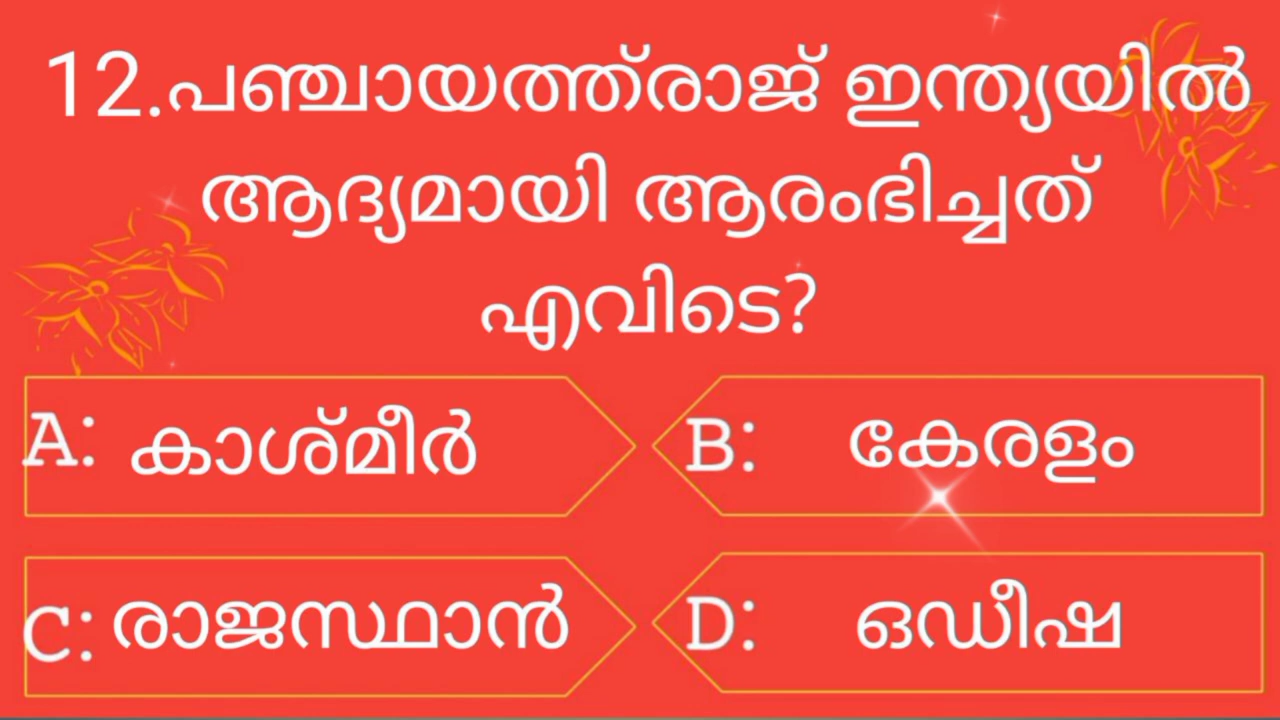 12.പഞ്ചായത്ത്‌രാജ് ഇന്ത്യയിൽ
ആദ്യമായി ആരംഭിച്ചത്
എവിടെ?
A: കാശ്മീർ
B: കേരളം
C: രാജസ്ഥാൻ
D: ഒഡീഷ